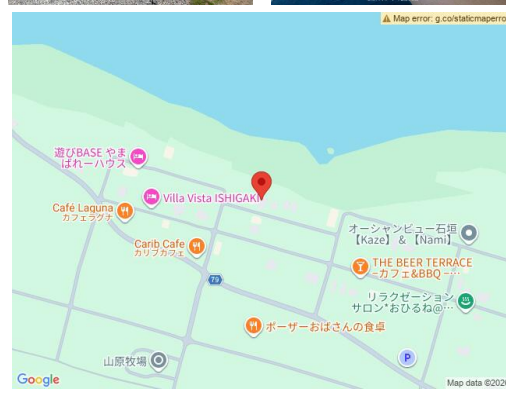 Map error: g.co/staticmaperro
遊びBASE やま
ばれーハウス
Villa Vista ISHIGAKI
Café Laguna
カフェラグナ
Carib Cafe
カリブカフェ
オーシャンビュー石垣
【Kaze】 & 【Nami】
THE BEER TERRACE
-カフェ&BBQ -…
79
リラクゼーション
サロン*おひるね@…
ボーザーおばさんの食卓
山原牧場
P
Google
Map data ©2026